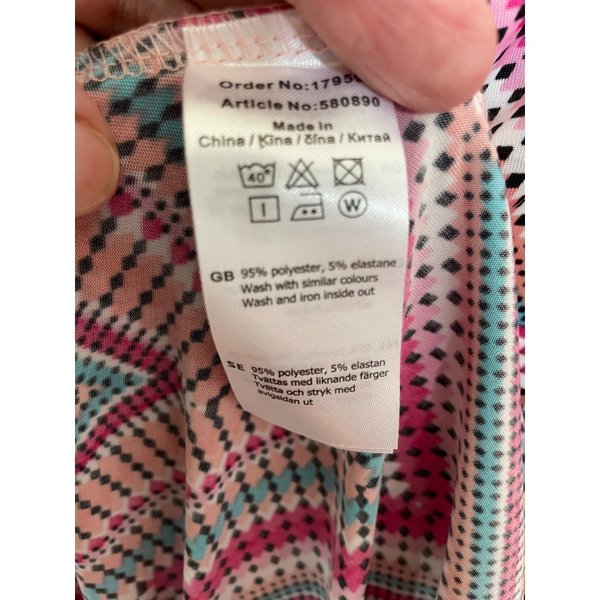 Order No:1795
Article No:580890
Made in
China / Ķīna / čína / Китай
40°
W
GB 95% polyester, 5% elastane
Wash with similar colours
Wash and iron inside out
SE 95% polyester, 5% elastan
Tvättas med liknande färger
Tvätta och stryk med
avigsidan ut